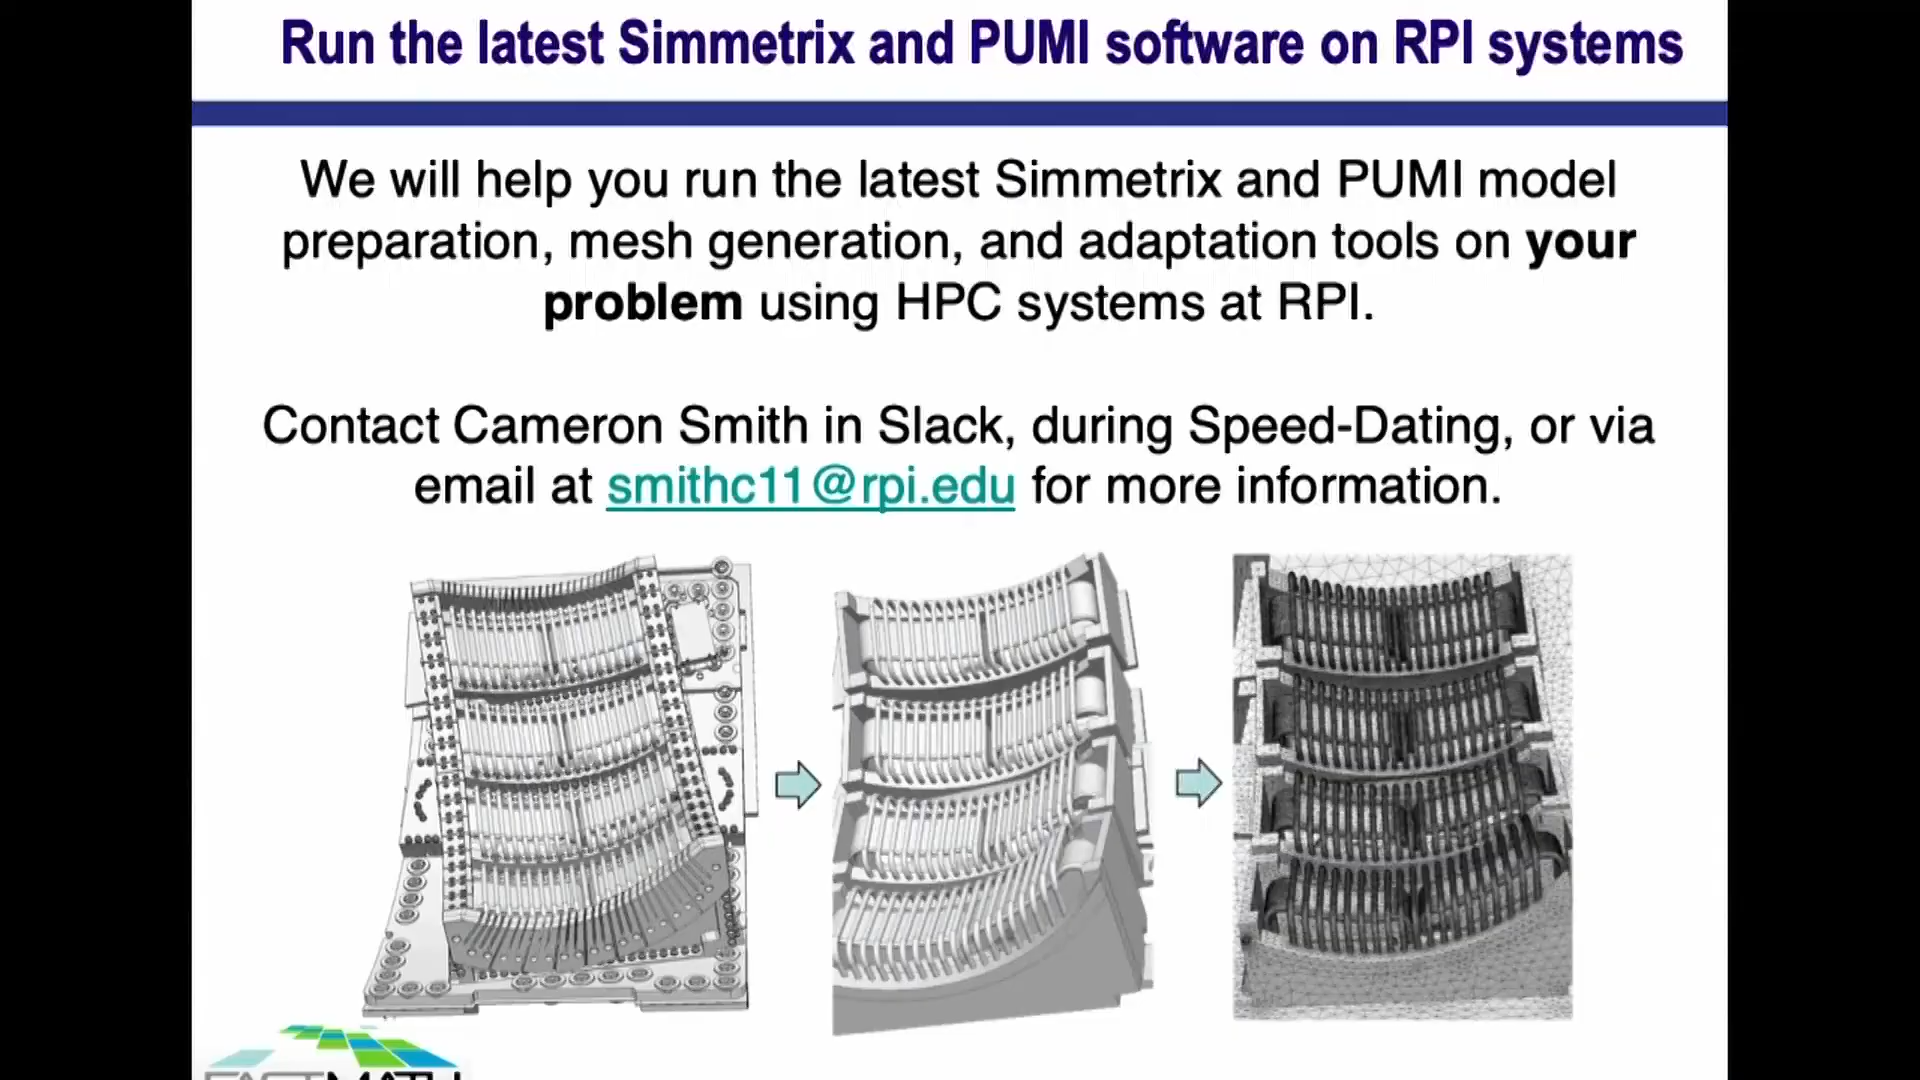 Run the latest Simmetrix and PUMI software on RPI systems
We will help you run the latest Simmetrix and PUMI model
preparation, mesh generation, and adaptation tools on your
problem using HPC systems at RPI.
Contact Cameron Smith in Slack, during Speed-Dating, or via
email at smithc11@rpi.edu for more information.
FASTMATH